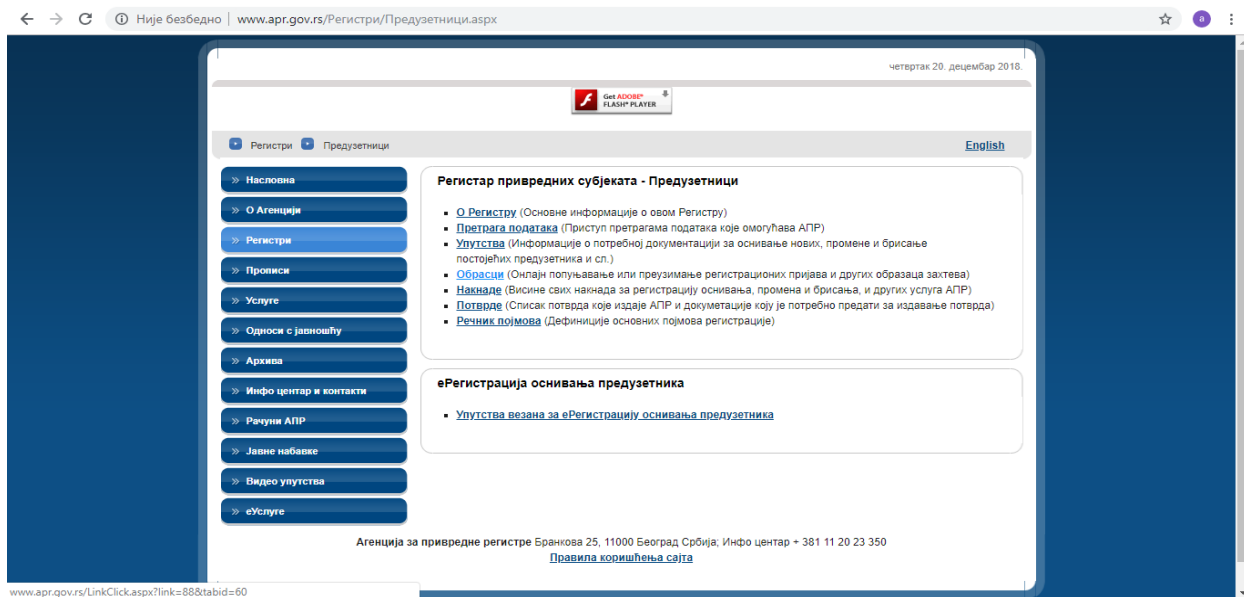 Није безбедно | www.apr.gov.rs/Регистри/Предузетници.aspx
a
четвртак 20. децембар 2018.
Get ADOBE® FLASH® PLAYER
Регистри Предузетници English
» Насловна
» О Агенцији
» Регистри
» Прописи
» Услуге
» Односи с јавношћу
» Архива
» Инфо центар и контакти
» Рачуни АПР
» Јавне набавке
» Видео упутства
» еУслуге
Регистар привредних субјеката - Предузетници
О Регистру (Основне информације о овом Регистру)
Претрага података (Приступ претрагама података које омогућава АПР)
Упутства (Информације о потребној документацији за оснивање нових, промене и брисање
постојећих предузетника и сл.)
Обрасци (Онлајн попуњавање или преузимање регистрационих пријава и других образаца захтева)
Накнаде (Висине свих накнада за регистрацију оснивања, промена и брисања, и других услуга АПР)
Потврде (Списак потврда које издаје АПР и докуметације коју је потребно предати за издавање потврда)
Речник појмова (Дефиниције основних појмова регистрације)
еРегистрација оснивања предузетника
Упутства везана за еРегистрацију оснивања предузетника
Агенција за привредне регистре Бранкова 25, 11000 Београд Србија; Инфо центар + 381 11 20 23 350
Правила коришћења сајта
www.apr.gov.rs/LinkClick.aspx?link=88&tabid=60